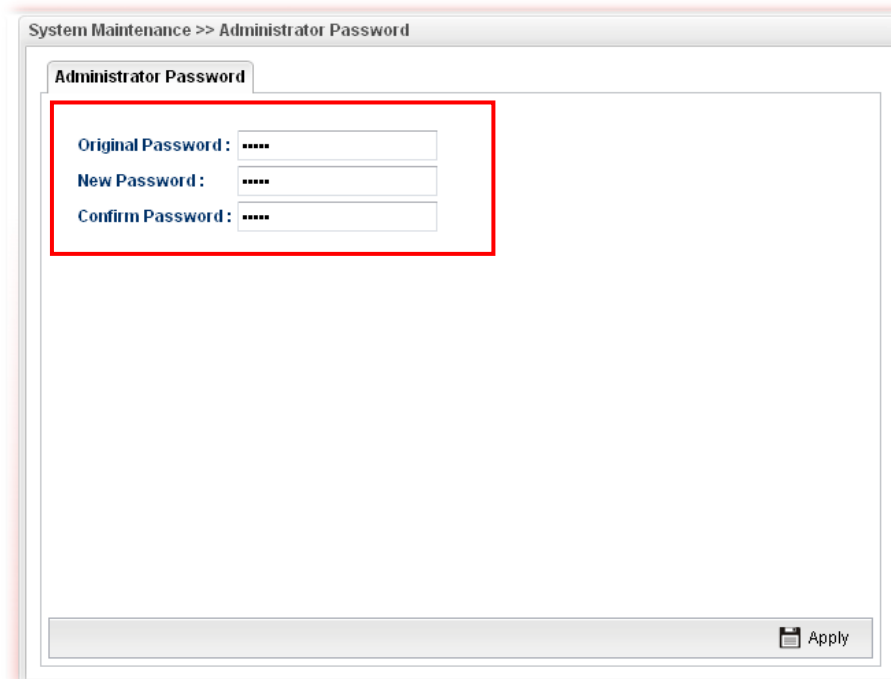 System Maintenance >> Administrator Password
Administrator Password
Original Password : •••••
New Password : •••••
Confirm Password : •••••
Apply